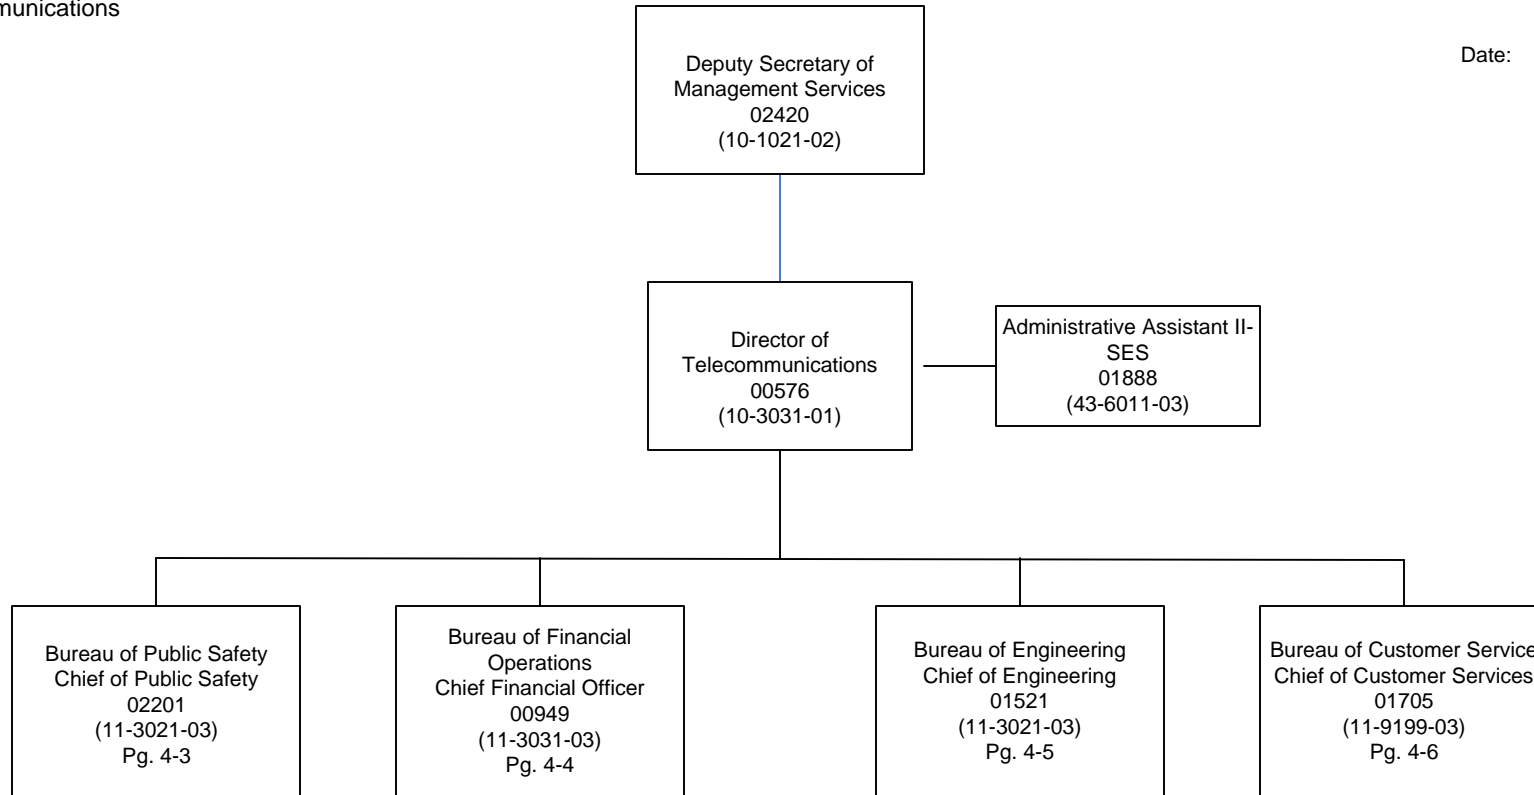 munications
Date:
Deputy Secretary of
Management Services
02420
(10-1021-02)
Director of
Telecommunications
00576
(10-3031-01)
Administrative Assistant II-
SES
01888
(43-6011-03)
Bureau of Public Safety
Chief of Public Safety
02201
(11-3021-03)
Pg. 4-3
Bureau of Financial
Operations
Chief Financial Officer
00949
(11-3031-03)
Pg. 4-4
Bureau of Engineering
Chief of Engineering
01521
(11-3021-03)
Pg. 4-5
Bureau of Customer Service
Chief of Customer Services
01705
(11-9199-03)
Pg. 4-6